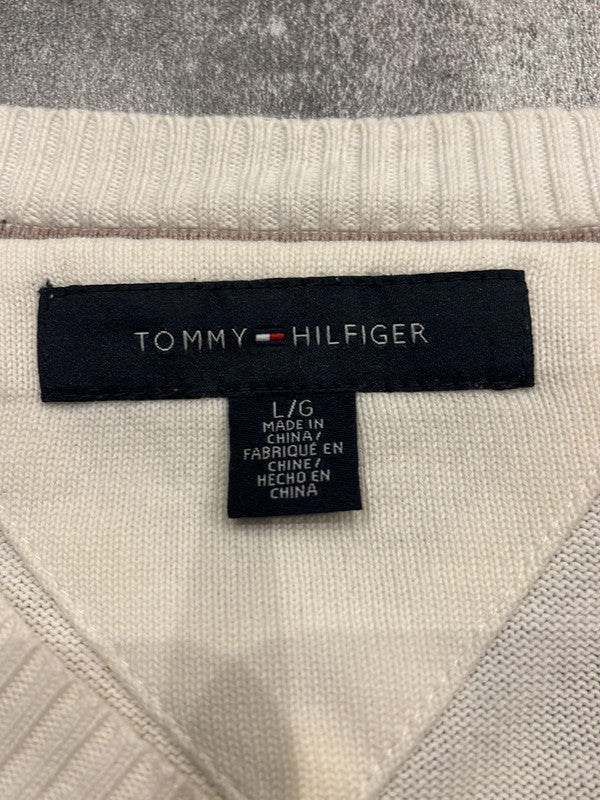 TOMMY HILFIGER
L/G
MADE IN
CHINA/
FABRIQUÉ EN
CHINE/
HECHO EN
CHINA